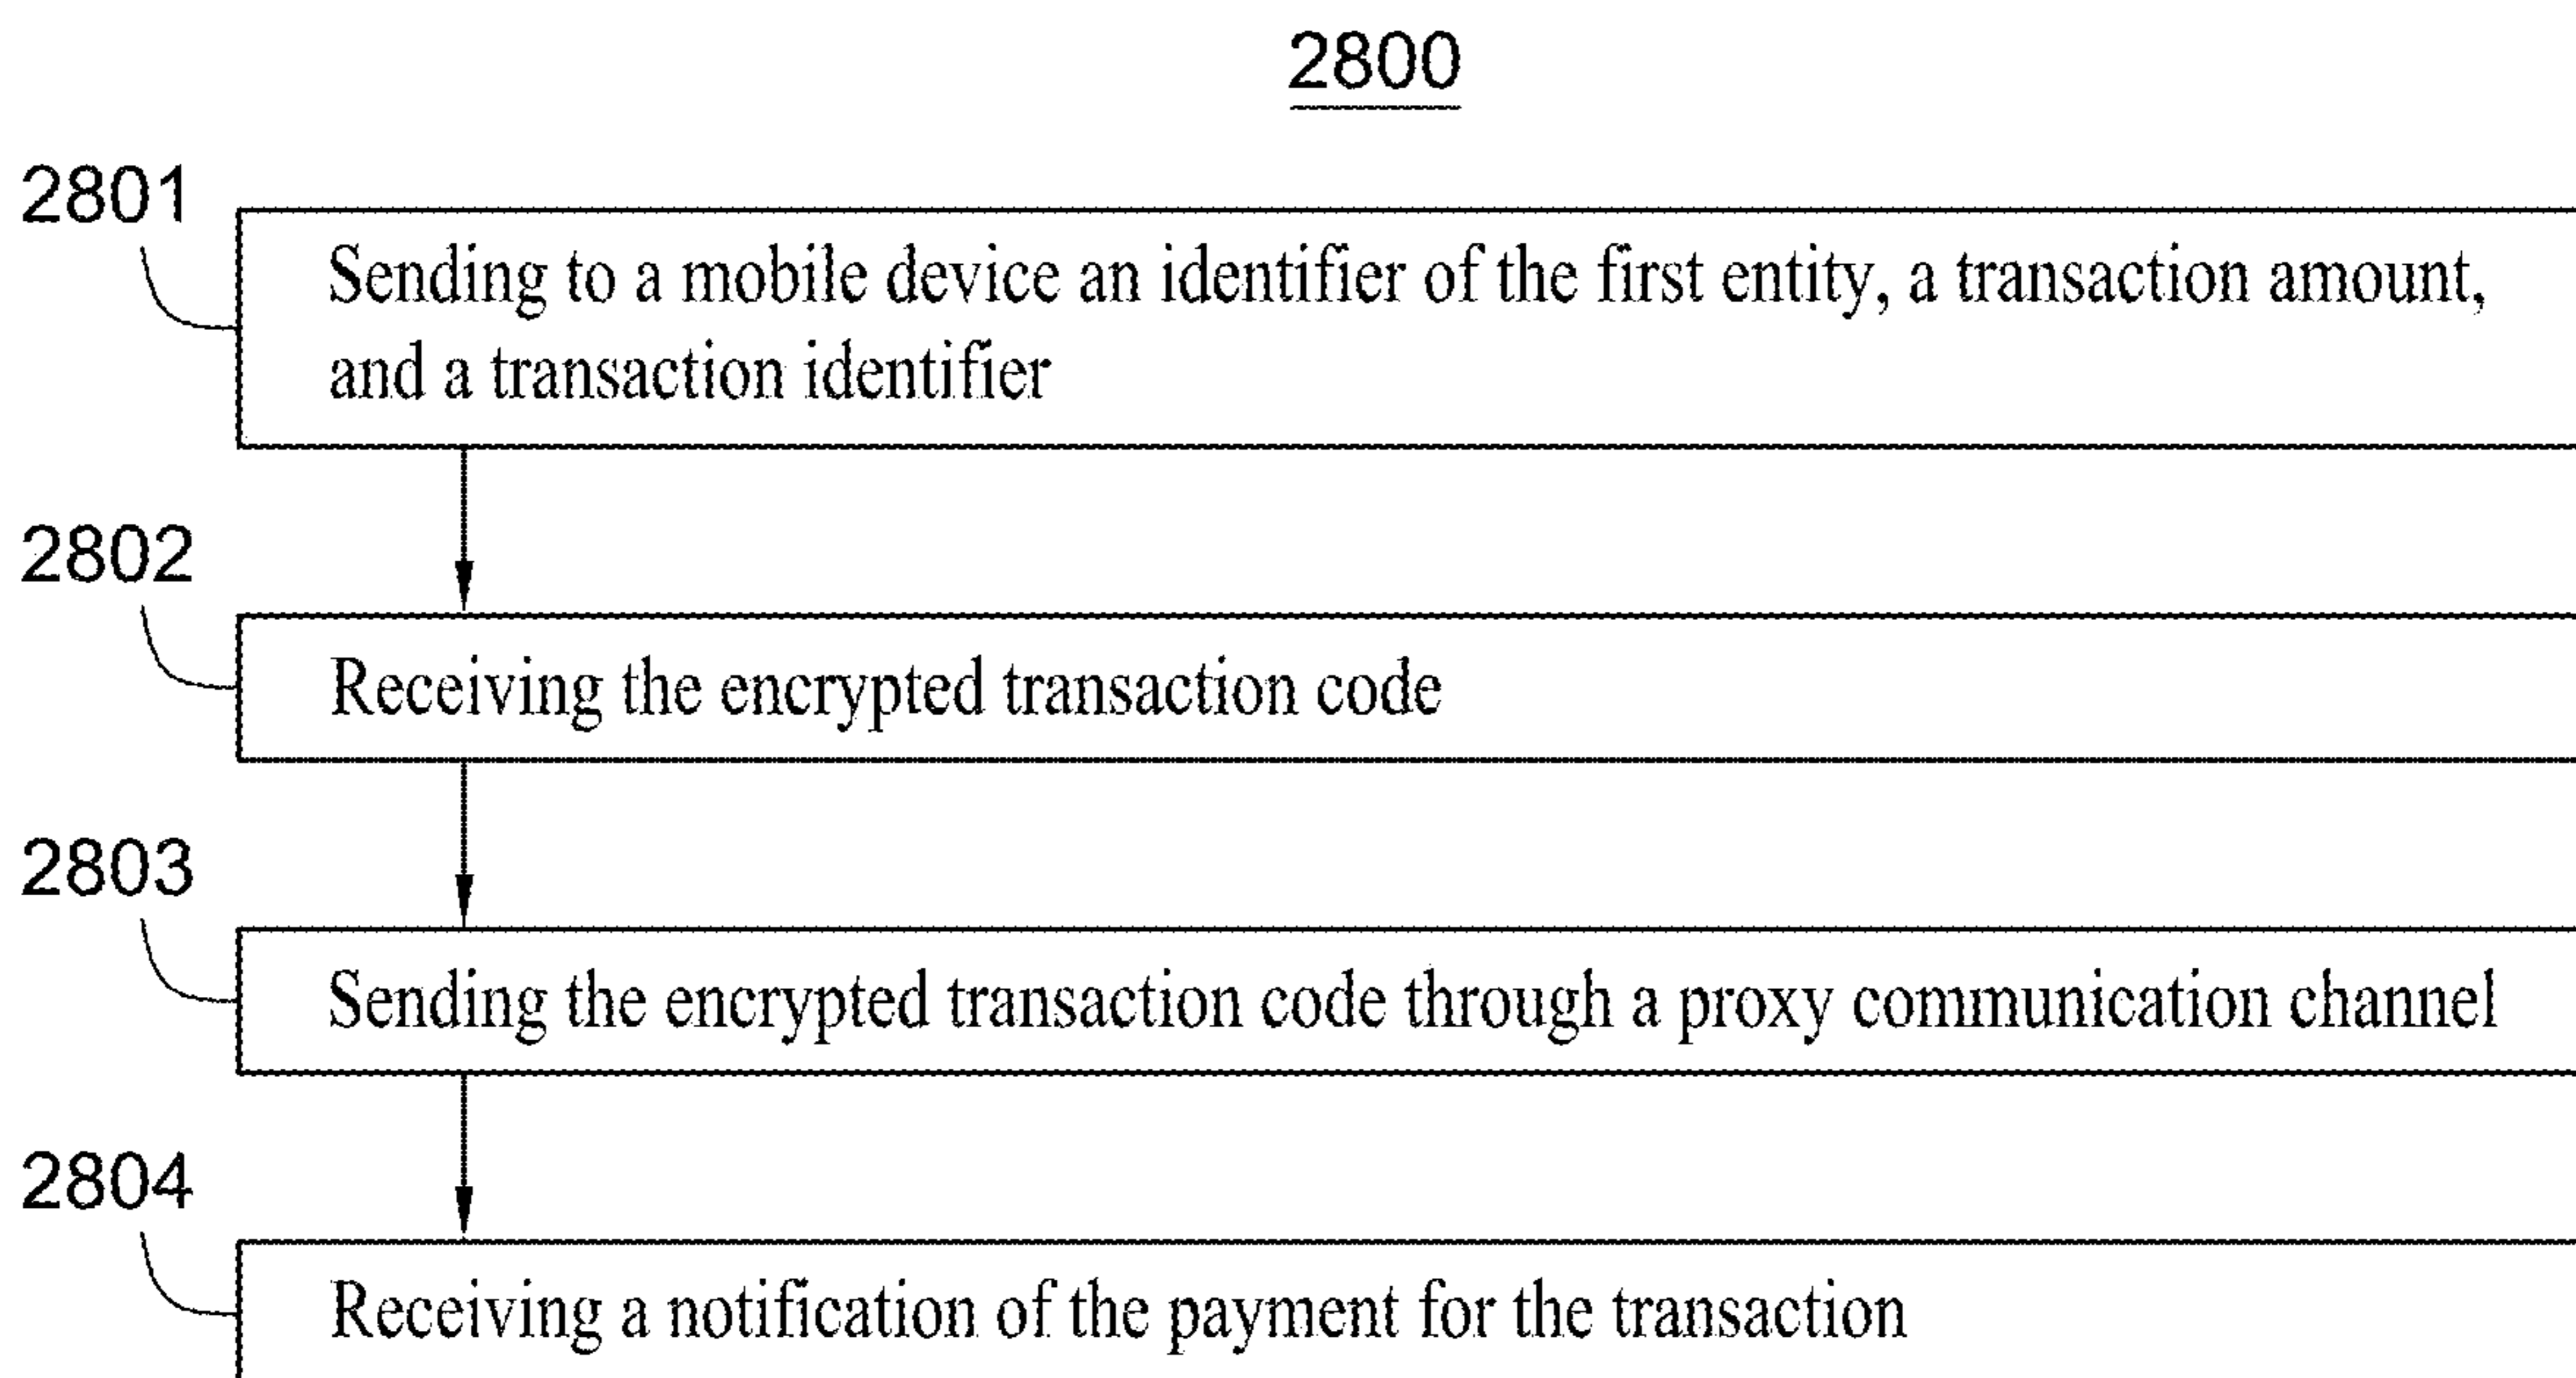 2800
2801
Sending to a mobile device an identifier of the first entity, a transaction amount,
and a transaction identifier
2802
Receiving the encrypted transaction code
2803
Sending the encrypted transaction code through a proxy communication channel
2804
Receiving a notification of the payment for the transaction